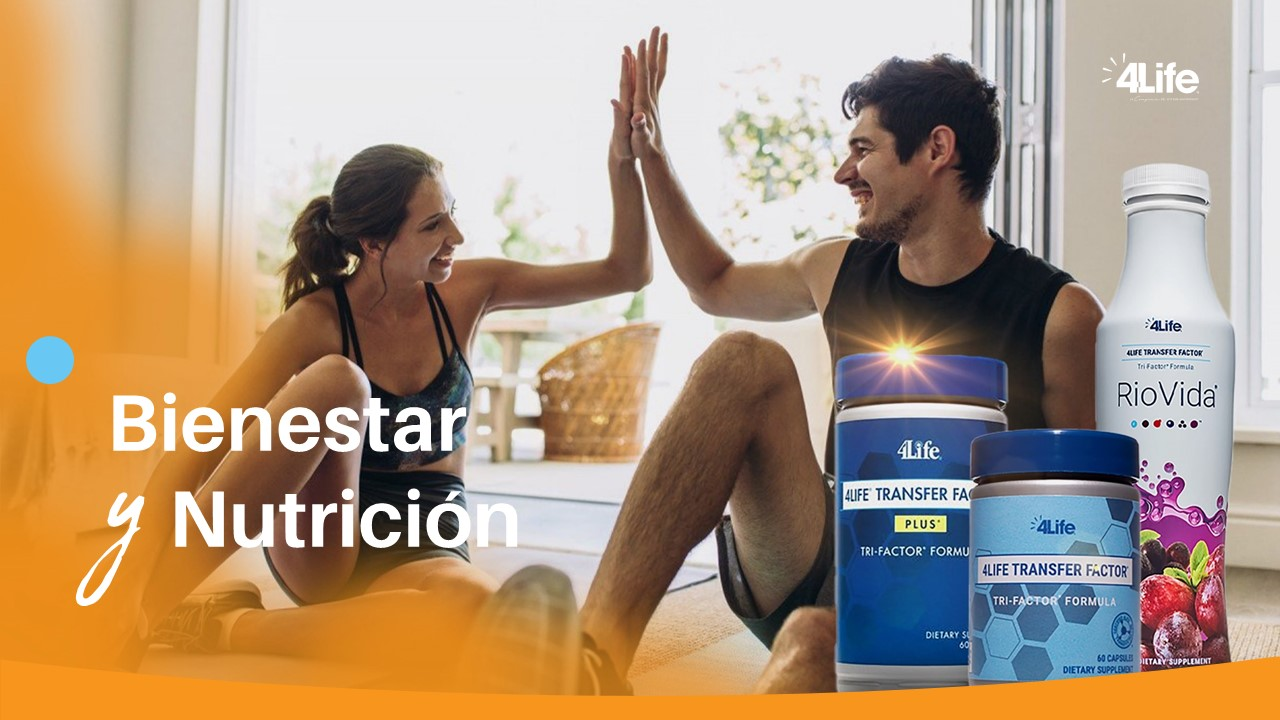 4Life
Bienestar
y Nutrición
4Life
4LIFE® TRANSFER FAC
PLUS®
TRI-FACTOR® FORMU
DIETARY SU
60
4Life
4LIFE TRANSFER FACTOR®
TRI-FACTOR® FORMULA
60 CAPSULES
DIETARY SUPPLEMENT
4Life
4LIFE TRANSFER FACTOR®
Tri-Factor® Formula
RioVida®
DIETARY SUPPLEMENT